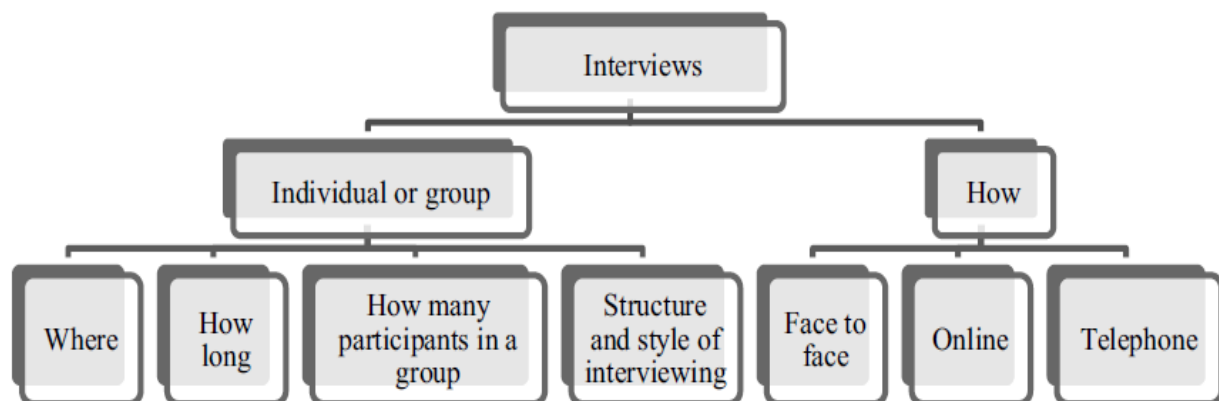 Interviews
Individual or group
How
Where
How
long
How many
participants in a
group
Structure
and style of
interviewing
Face to
face
Online
Telephone